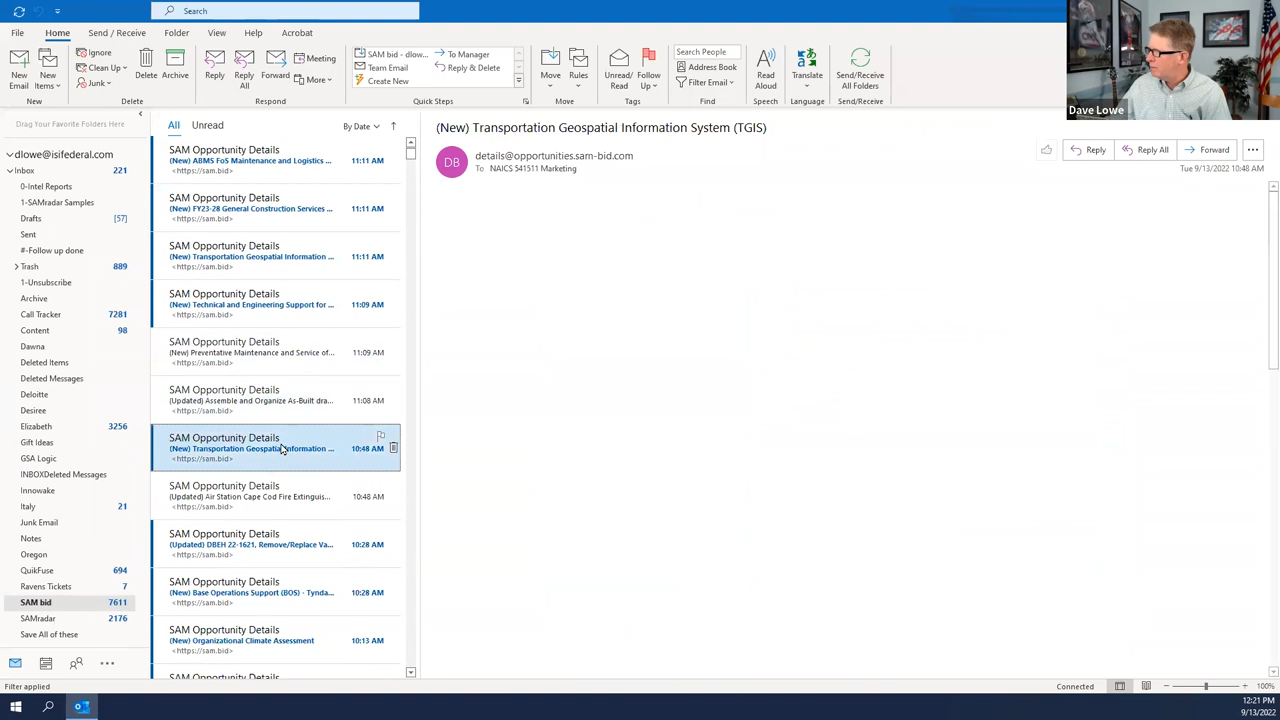 Search
File
Home
Send / Receive
Folder
View
Help
Acrobat
New
Email
New
Items
New
Ignore
Clean Up
Junk
Delete
Archive
Delete
Reply
Reply
All
Forward
Meeting
More
Respond
SAM bid - dlow...
To Manager
Team Email
Reply & Delete
Create New
Quick Steps
Move
Rules
Move
Unread/
Read
Follow
Up
Tags
Search People
Address Book
Filter Email
Find
Read
Aloud
Speech
Translate
Language
Send/Receive
All Folders
Send/Receive
Dave Lowe
Drag Your Favorite Folders Here
dlowe@isifederal.com
Inbox 221
0-Intel Reports
1-SAMradar Samples
Drafts [57]
Sent
#-Follow up done
Trash 889
1-Unsubscribe
Archive
Call Tracker 7281
Content 98
Dawna
Deleted Items
Deleted Messages
Deloitte
Desiree
Elizabeth 3256
Gift Ideas
GSA Logic
INBOXDeleted Messages
Innowake
Italy 21
Junk Email
Notes
Oregon
QuikFuse 694
Ravens Tickets 7
SAM bid 7611
SAMradar 2176
Save All of these
All
Unread
By Date
SAM Opportunity Details
(New) ABMS FoS Maintenance and Logistics ... 11:11 AM
<https://sam.bid>
SAM Opportunity Details
(New) FY23-28 General Construction Services ... 11:11 AM
<https://sam.bid>
SAM Opportunity Details
(New) Transportation Geospatial Information ... 11:11 AM
<https://sam.bid>
SAM Opportunity Details
(New) Technical and Engineering Support for ... 11:09 AM
<https://sam.bid>
SAM Opportunity Details
(New) Preventative Maintenance and Service of... 11:09 AM
<https://sam.bid>
SAM Opportunity Details
(Updated) Assemble and Organize As-Built dra... 11:08 AM
<https://sam.bid>
SAM Opportunity Details
(New) Transportation Geospatial Information ... 10:48 AM
<https://sam.bid>
SAM Opportunity Details
(Updated) Air Station Cape Cod Fire Extinguis... 10:48 AM
<https://sam.bid>
SAM Opportunity Details
(Updated) DBEH 22-1621, Remove/Replace Va... 10:28 AM
<https://sam.bid>
SAM Opportunity Details
(New) Base Operations Support (BOS) - Tynda... 10:28 AM
<https://sam.bid>
SAM Opportunity Details
(New) Organizational Climate Assessment 10:13 AM
<https://sam.bid>
SAM Opportunity Details
(New) Transportation Geospatial Information System (TGIS)
DB
details@opportunities.sam-bid.com
To NAICS 541511 Marketing
Reply
Reply All
Forward
Tue 9/13/2022 10:48 AM
Filter applied
Connected
100%
12:21 PM
9/13/2022